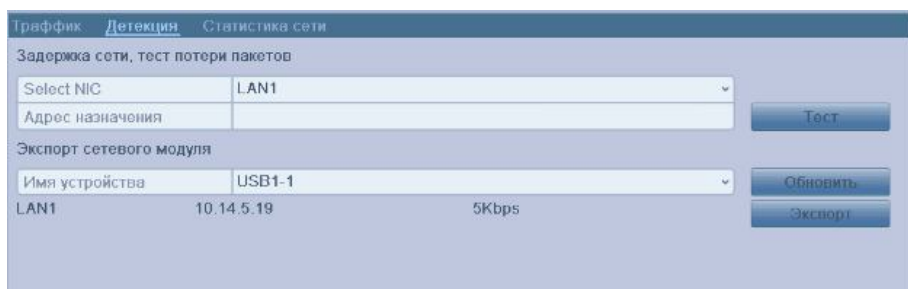 Траффик Детекция Статистика сети
Задержка сети, тест потери пакетов
Select NIC LAN1
Адрес назначения Тест
Экспорт сетевого модуля
Имя устройства USB1-1 Обновить
LAN1 10.14.5.19 5Kbps Экспорт